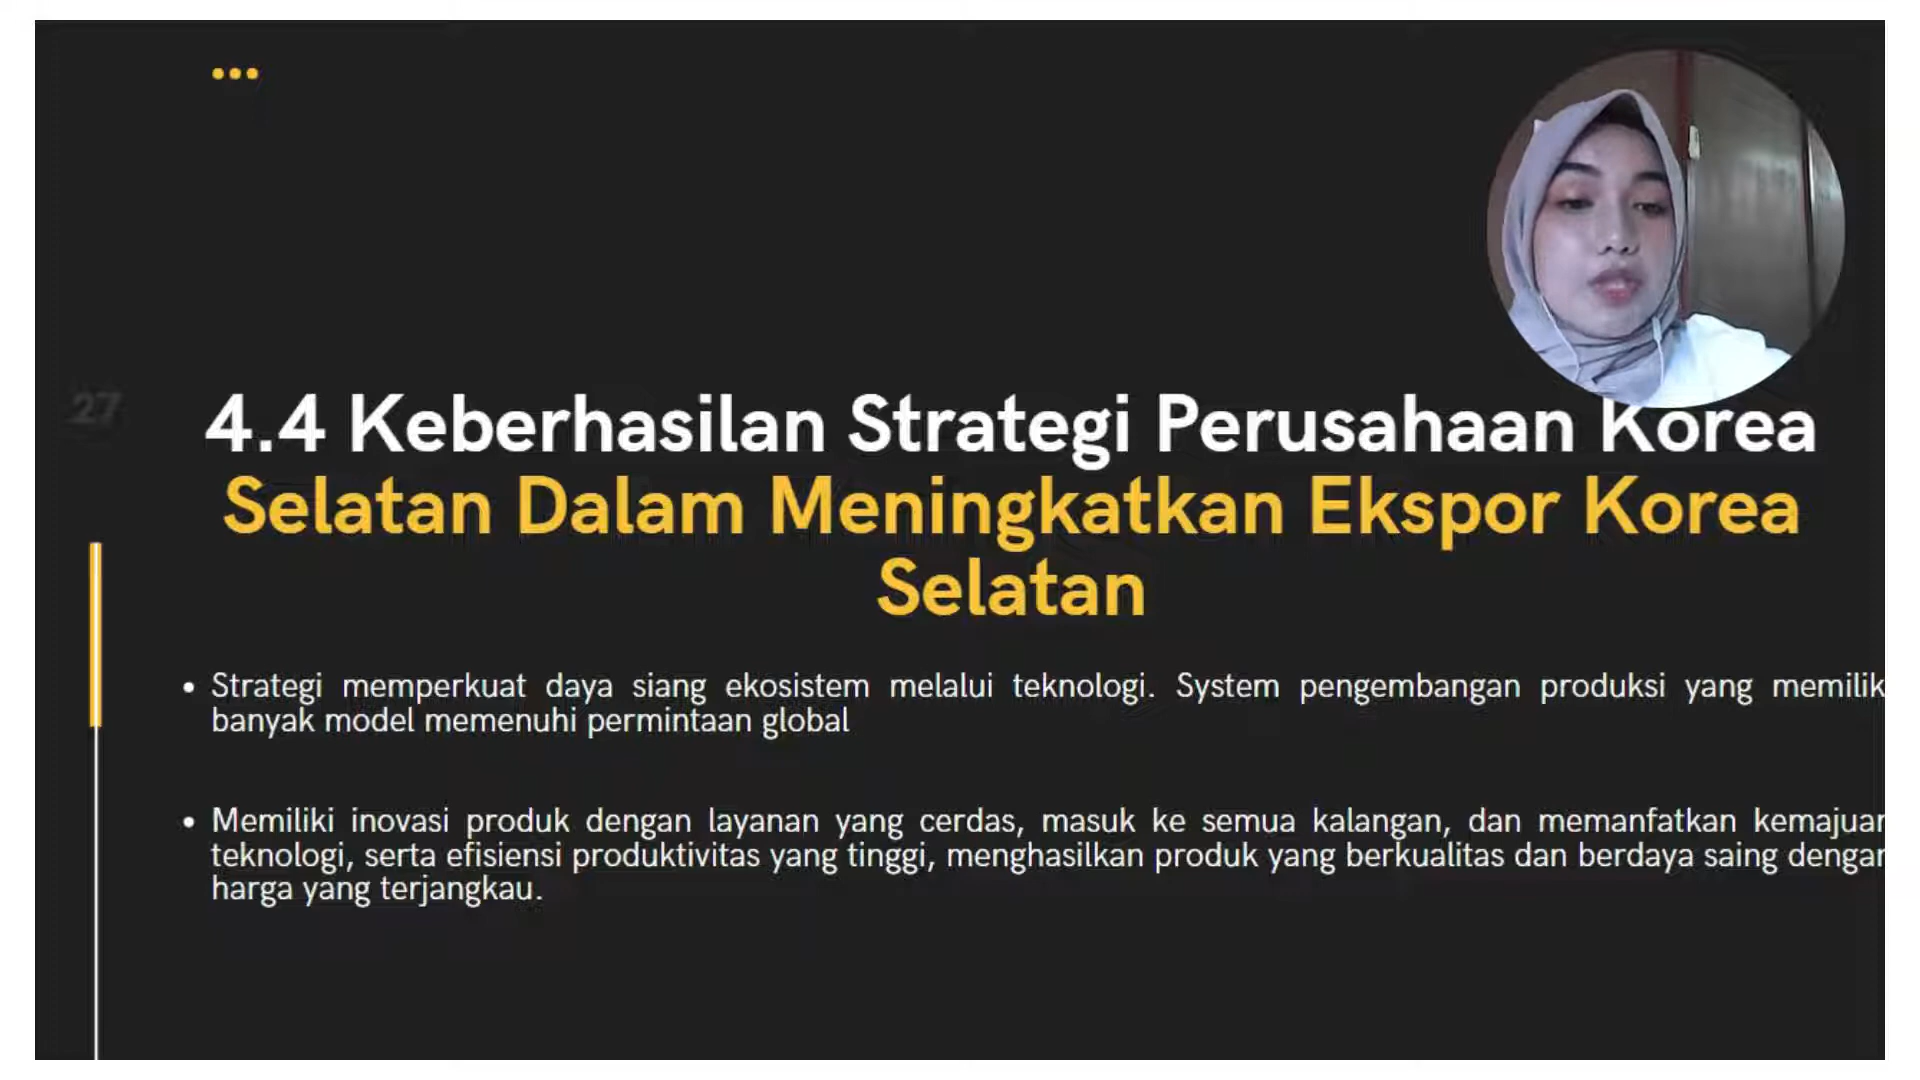 27
4.4 Keberhasilan Strategi Perusahaan Korea
Selatan Dalam Meningkatkan Ekspor Korea
Selatan
• Strategi memperkuat daya siang ekosistem melalui teknologi. System pengembangan produksi yang memilik
banyak model memenuhi permintaan global
• Memiliki inovasi produk dengan layanan yang cerdas, masuk ke semua kalangan, dan memanfatkan kemajuan
teknologi, serta efisiensi produktivitas yang tinggi, menghasilkan produk yang berkualitas dan berdaya saing dengan
harga yang terjangkau.